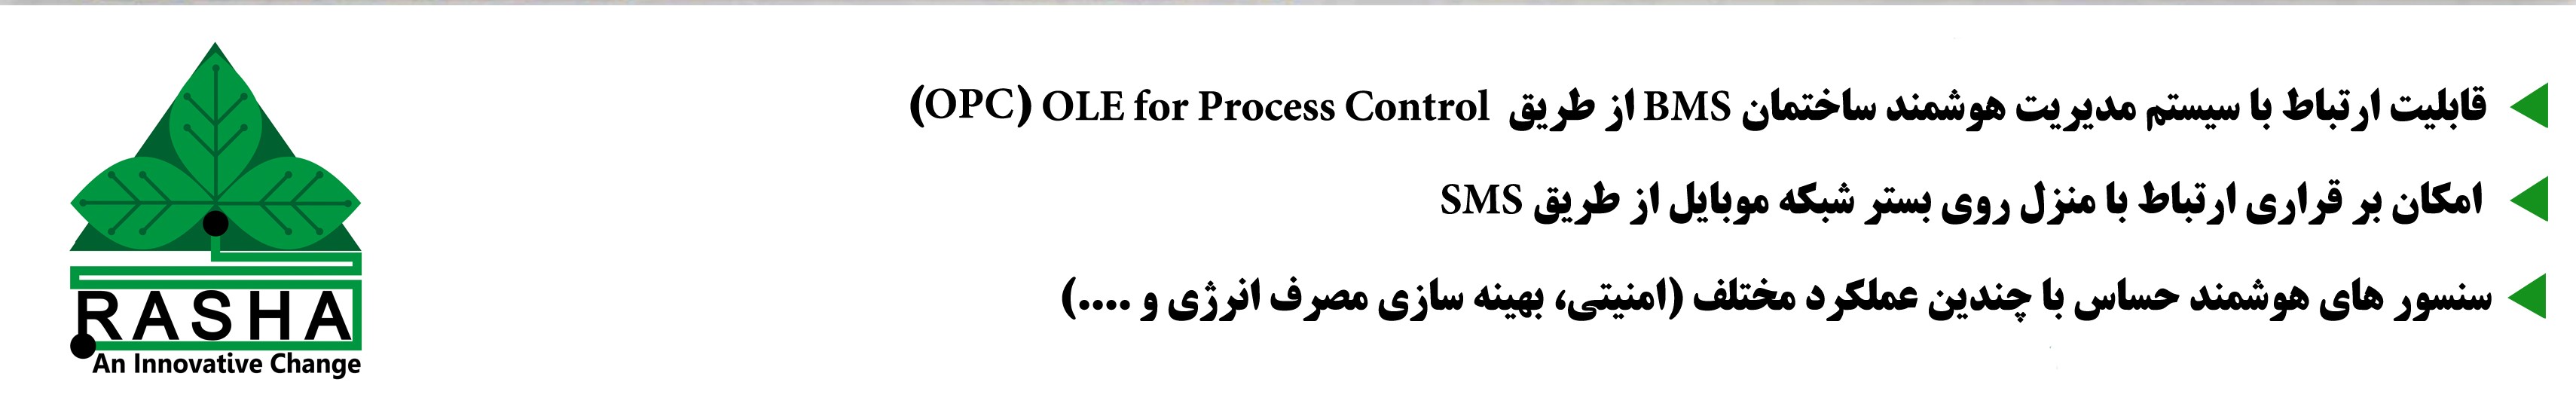 قابلیت ارتباط با سیستم مدیریت هوشمند ساختمان BMS از طریق OLE for Process Control (OPC)
امکان بر قراری ارتباط با منزل روی بستر شبکه موبایل از طریق SMS
سنسور های هوشمند حساس با چندین عملکرد مختلف (امنیتی، بهینه سازی مصرف انرژی و ....)
RASHA
An Innovative Change